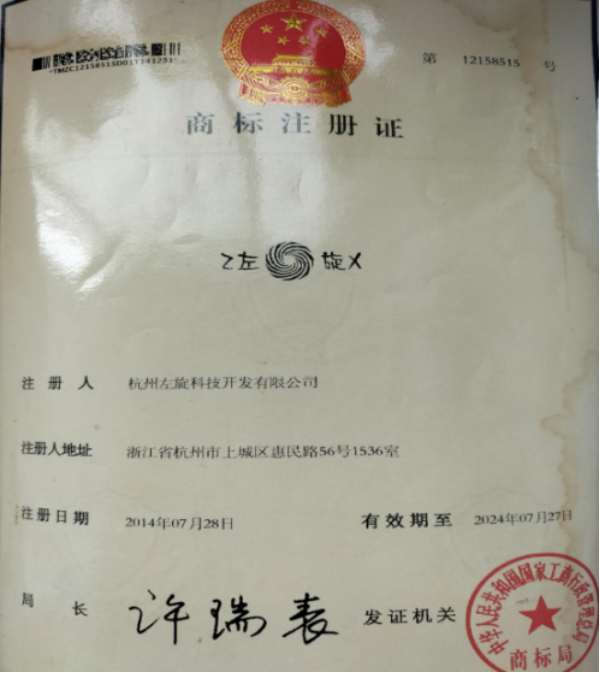 第 12158515 号
商标注册证
乙左 旋乂
注册人 杭州左旋科技开发有限公司
注册人地址 浙江省杭州市上城区惠民路56号1536室
注册日期 2014年07月28日 有效期至 2024年07月27日
局长 许瑞表 发证机关
中华人民共和国国家工商行政管理总局
商标局